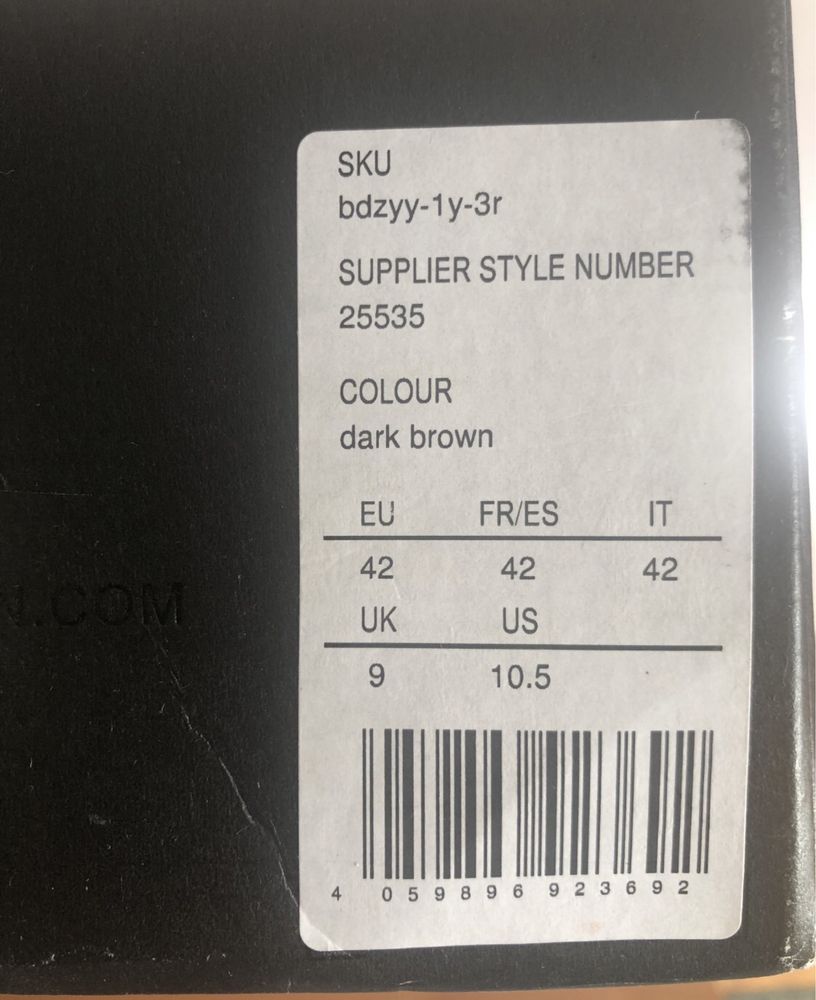 SKU
bdzyy-1y-3r
SUPPLIER STYLE NUMBER
25535
COLOUR
dark brown
EU FR/ES IT
42 42 42
N.COM
UK US
9 10.5
4 059896 923692